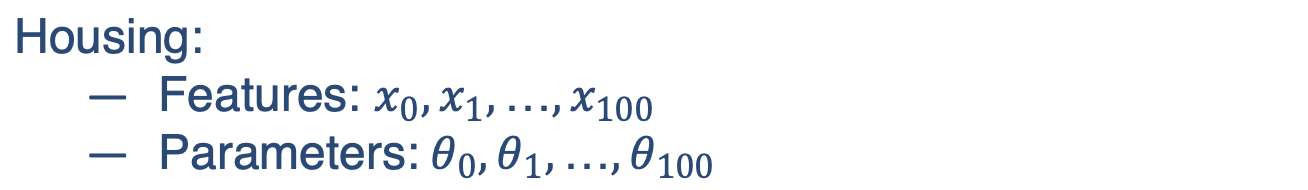 Housing:
— Features: x₀, x₁, …, x₁₀₀
— Parameters: θ₀, θ₁, …, θ₁₀₀